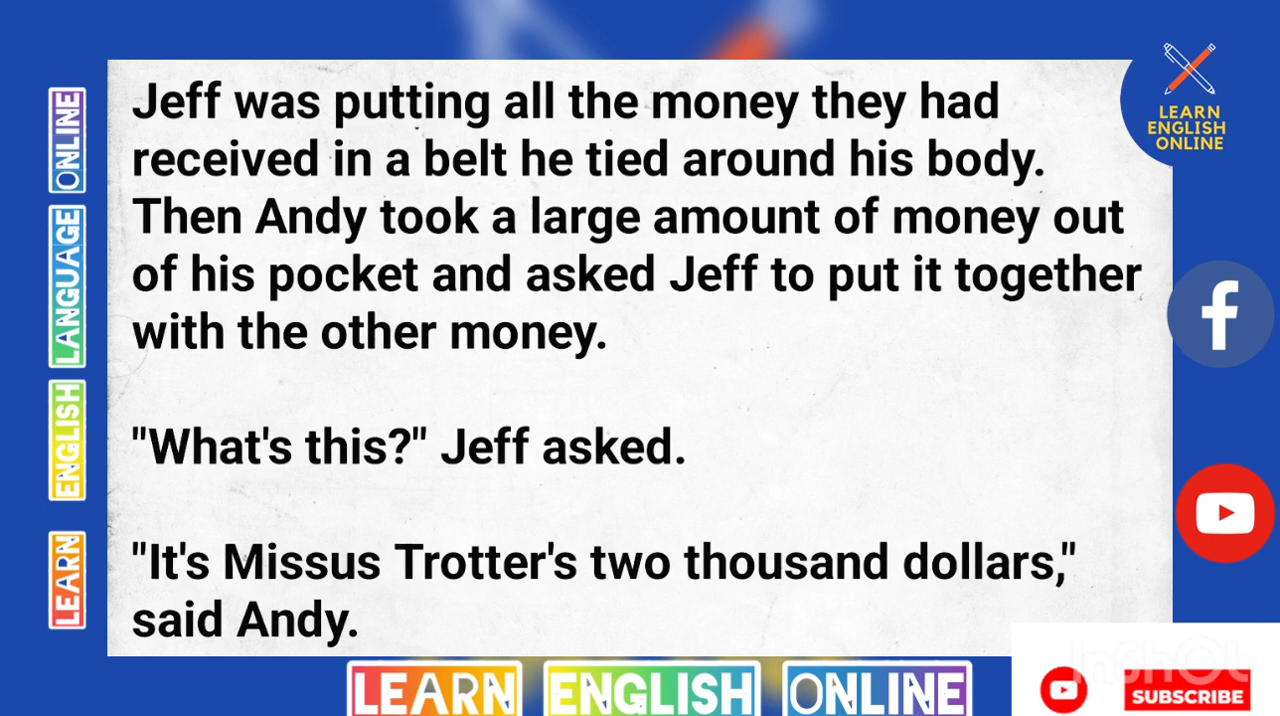 Jeff was putting all the money they had
received in a belt he tied around his body.
Then Andy took a large amount of money out
of his pocket and asked Jeff to put it together
with the other money.
"What's this?" Jeff asked.
"It's Missus Trotter's two thousand dollars,"
said Andy.
LEARN
ENGLISH
ONLINE
LEARN ENGLISH LANGUAGE ONLINE
LEARN ENGLISH ONLINE
InShOt
SUBSCRIBE